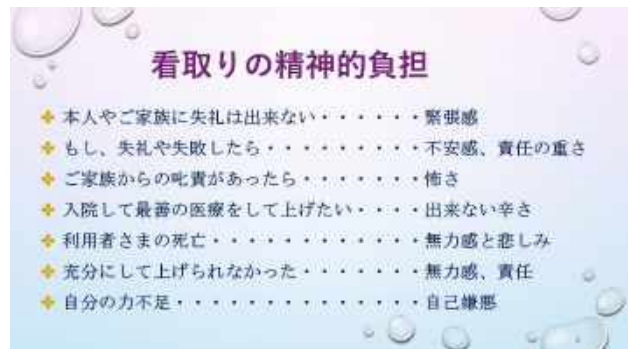 看取りの精神的負担
本人やご家族に失礼は出来ない・・・・・・緊張感
もし、失礼や失敗したら・・・・・・・・・不安感、責任の重さ
ご家族からの叱責があったら・・・・・・・怖さ
入院して最善の医療をして上げたい・・・・出来ない辛さ
利用者さまの死亡・・・・・・・・・・・・無力感と悲しみ
充分にして上げられなかった・・・・・・・無力感、責任
自分の力不足・・・・・・・・・・・・・・自己嫌悪